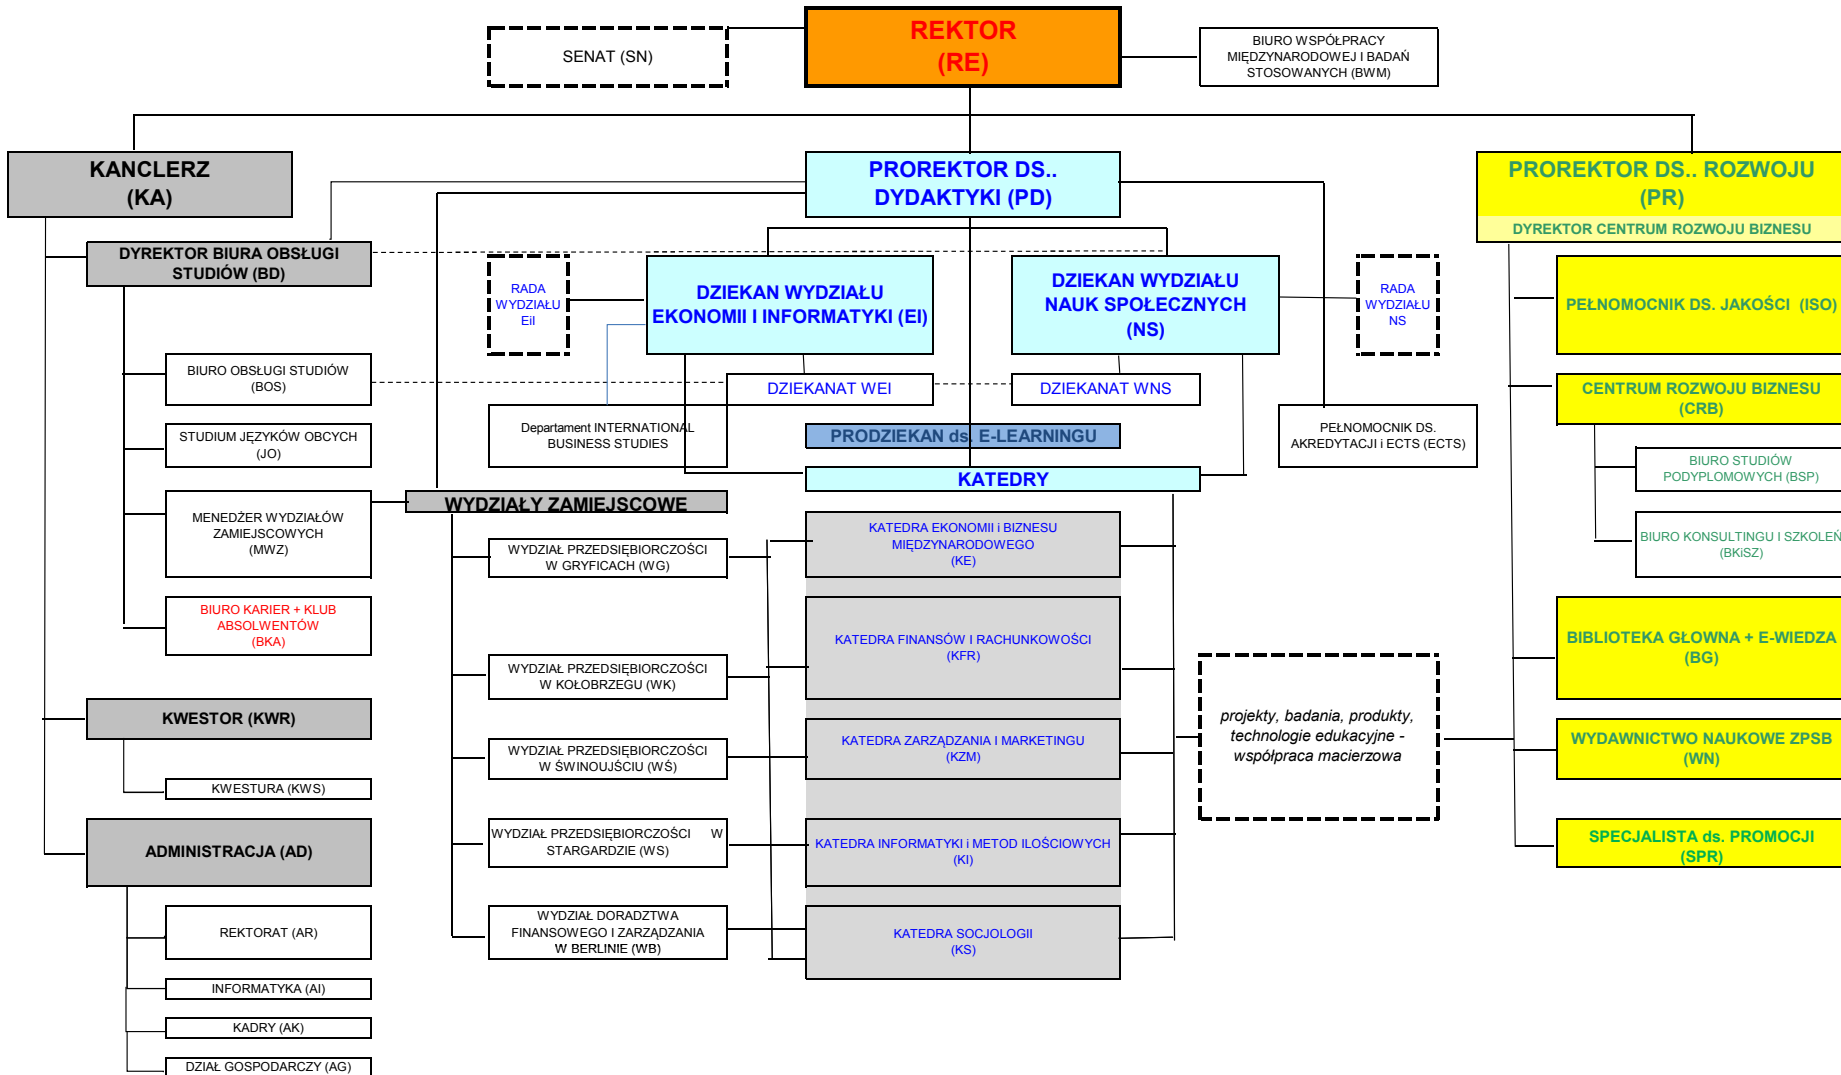 REKTOR
(RE)
SENAT (SN)
BIURO WSPÓŁPRACY
MIĘDZYNARODOWEJ I BADAŃ
STOSOWANYCH (BWM)
KANCLERZ
(KA)
PROREKTOR DS..
DYDAKTYKI (PD)
PROREKTOR DS.. ROZWOJU
(PR)
DYREKTOR CENTRUM ROZWOJU BIZNESU
DYREKTOR BIURA OBSŁUGI
STUDIÓW (BD)
RADA
WYDZIAŁU
EiI
DZIEKAN WYDZIAŁU
EKONOMII I INFORMATYKI (EI)
DZIEKAN WYDZIAŁU
NAUK SPOŁECZNYCH
(NS)
RADA
WYDZIAŁU
NS
PEŁNOMOCNIK DS. JAKOŚCI (ISO)
BIURO OBSŁUGI STUDIÓW
(BOS)
DZIEKANAT WEI
DZIEKANAT WNS
CENTRUM ROZWOJU BIZNESU
(CRB)
STUDIUM JĘZYKÓW OBCYCH
(JO)
Departament INTERNATIONAL
BUSINESS STUDIES
PRODZIEKAN ds. E-LEARNINGU
PEŁNOMOCNIK DS.
AKREDYTACJI i ECTS (ECTS)
BIURO STUDIÓW
PODYPLOMOWYCH (BSP)
KATEDRY
MENEDŻER WYDZIAŁÓW
ZAMIEJSCOWYCH
(MWZ)
WYDZIAŁY ZAMIEJSCOWE
WYDZIAŁ PRZEDSIĘBIORCZOŚCI
W GRYFICACH (WG)
KATEDRA EKONOMII i BIZNESU
MIĘDZYNARODOWEGO
(KE)
BIURO KONSULTINGU I SZKOLEŃ
(BKiSZ)
BIURO KARIER + KLUB
ABSOLWENTÓW
(BKA)
WYDZIAŁ PRZEDSIĘBIORCZOŚCI
W KOŁOBRZEGU (WK)
KATEDRA FINANSÓW I RACHUNKOWOŚCI
(KFR)
BIBLIOTEKA GŁOWNA + E-WIEDZA
(BG)
KWESTOR (KWR)
projekty, badania, produkty,
technologie edukacyjne -
współpraca macierzowa
WYDZIAŁ PRZEDSIĘBIORCZOŚCI
W ŚWINOUJŚCIU (WŚ)
KATEDRA ZARZĄDZANIA I MARKETINGU
(KZM)
WYDAWNICTWO NAUKOWE ZPSB
(WN)
KWESTURA (KWS)
ADMINISTRACJA (AD)
WYDZIAŁ PRZEDSIĘBIORCZOŚCI W
STARGARDZIE (WS)
KATEDRA INFORMATYKI i METOD ILOŚCIOWYCH
(KI)
SPECJALISTA ds. PROMOCJI
(SPR)
REKTORAT (AR)
WYDZIAŁ DORADZTWA
FINANSOWEGO I ZARZĄDZANIA
W BERLINIE (WB)
KATEDRA SOCJOLOGII
(KS)
INFORMATYKA (AI)
KADRY (AK)
DZIAŁ GOSPODARCZY (AG)